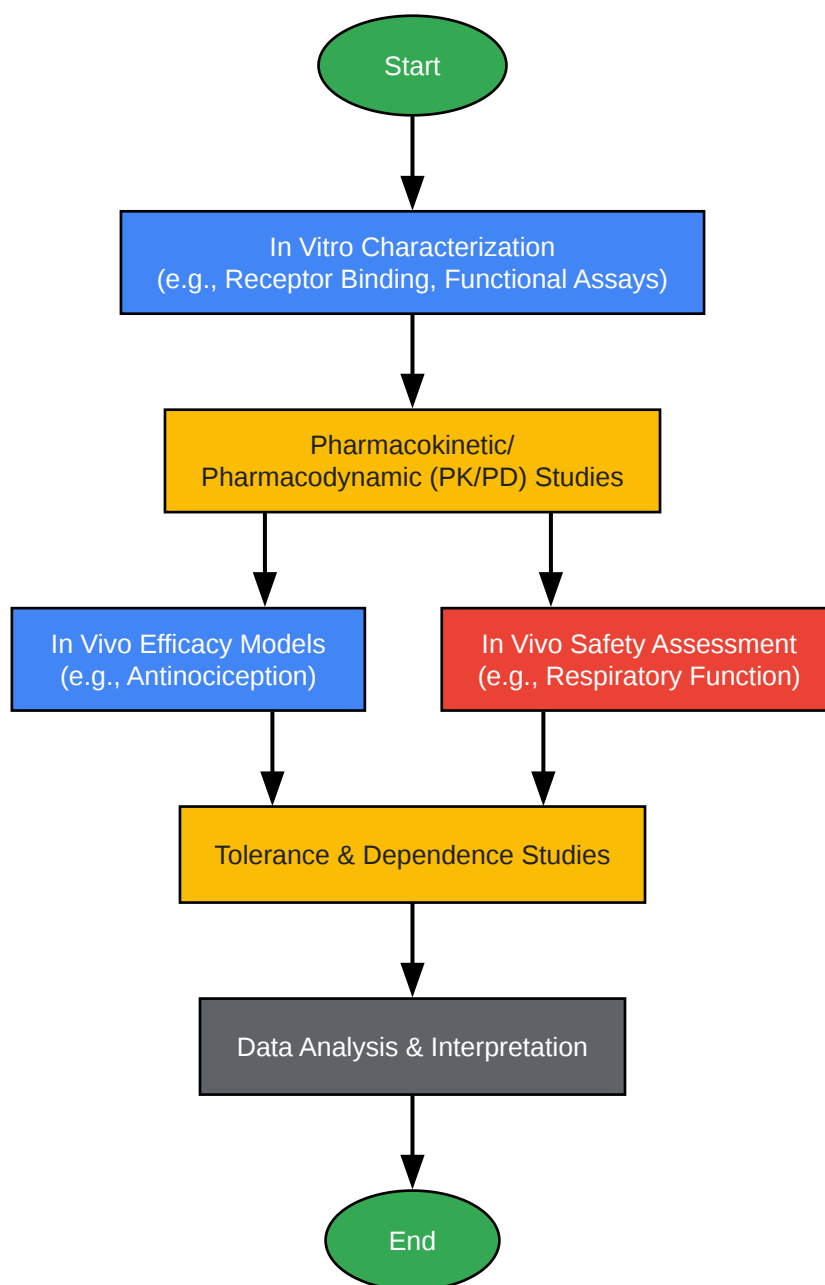 Start
In Vitro Characterization
(e.g., Receptor Binding, Functional Assays)
Pharmacokinetic/
Pharmacodynamic (PK/PD) Studies
In Vivo Efficacy Models
(e.g., Antinociception)
In Vivo Safety Assessment
(e.g., Respiratory Function)
Tolerance & Dependence Studies
Data Analysis & Interpretation
End